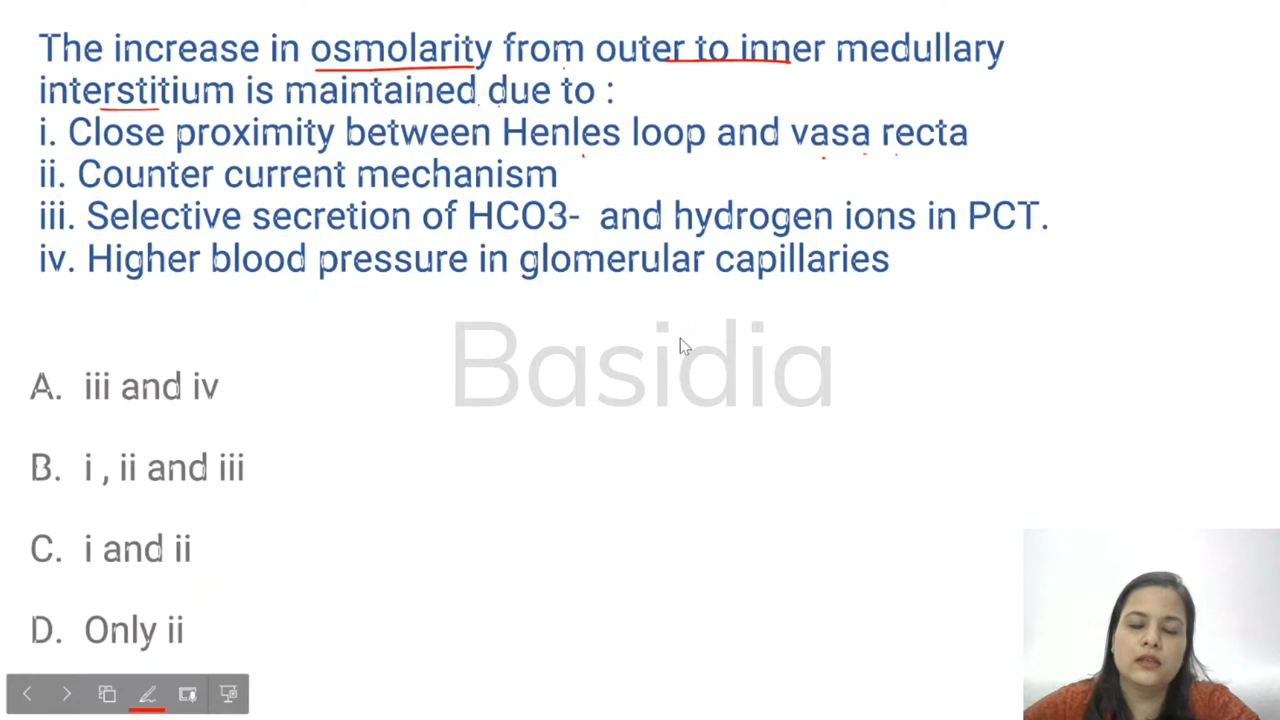 The increase in osmolarity from outer to inner medullary
interstitium is maintained due to :
i. Close proximity between Henles loop and vasa recta
ii. Counter current mechanism
iii. Selective secretion of HCO3- and hydrogen ions in PCT.
iv. Higher blood pressure in glomerular capillaries
Basidia
A. iii and iv
B. i , ii and iii
C. i and ii
D. Only ii